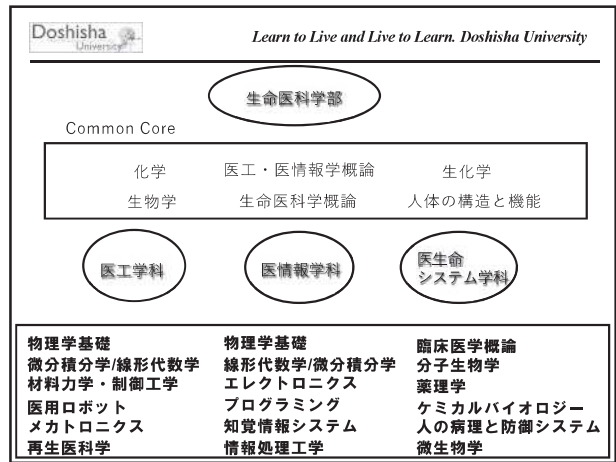 Doshisha
University
Learn to Live and Live to Learn. Doshisha University
生命医科学部
Common Core
化学 医工・医情報学概論 生化学
生物学 生命医科学概論 人体の構造と機能
医工学科 医情報学科 医生命
システム学科
物理学基礎 物理学基礎 臨床医学概論
微分積分学/線形代数学 線形代数学/微分積分学 分子生物学
材料力学・制御工学 エレクトロニクス 薬理学
医用ロボット プログラミング ケミカルバイオロジー
メカトロニクス 知覚情報システム 人の病理と防御システム
再生医科学 情報処理工学 微生物学